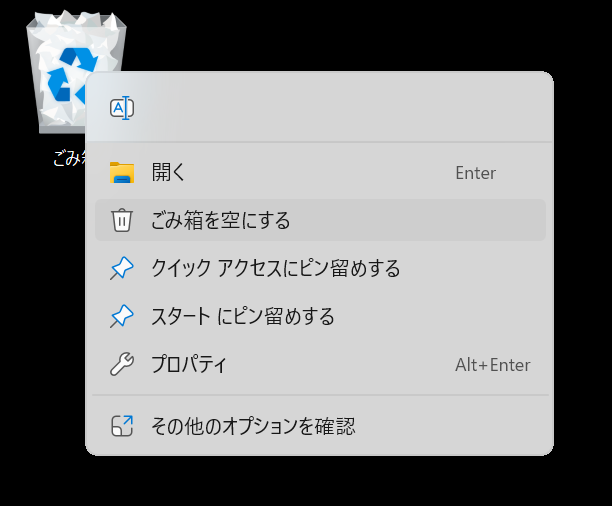 ごみ
開く Enter
ごみ箱を空にする
クイック アクセスにピン留めする
スタート にピン留めする
プロパティ Alt+Enter
その他のオプションを確認